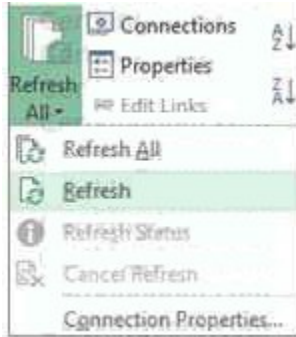 Connections
Properties
Edit Links
Refresh
All
A
Z
Z
A
Refresh All
Refresh
Refresh Status
Cancel Refresh
Connection Properties...